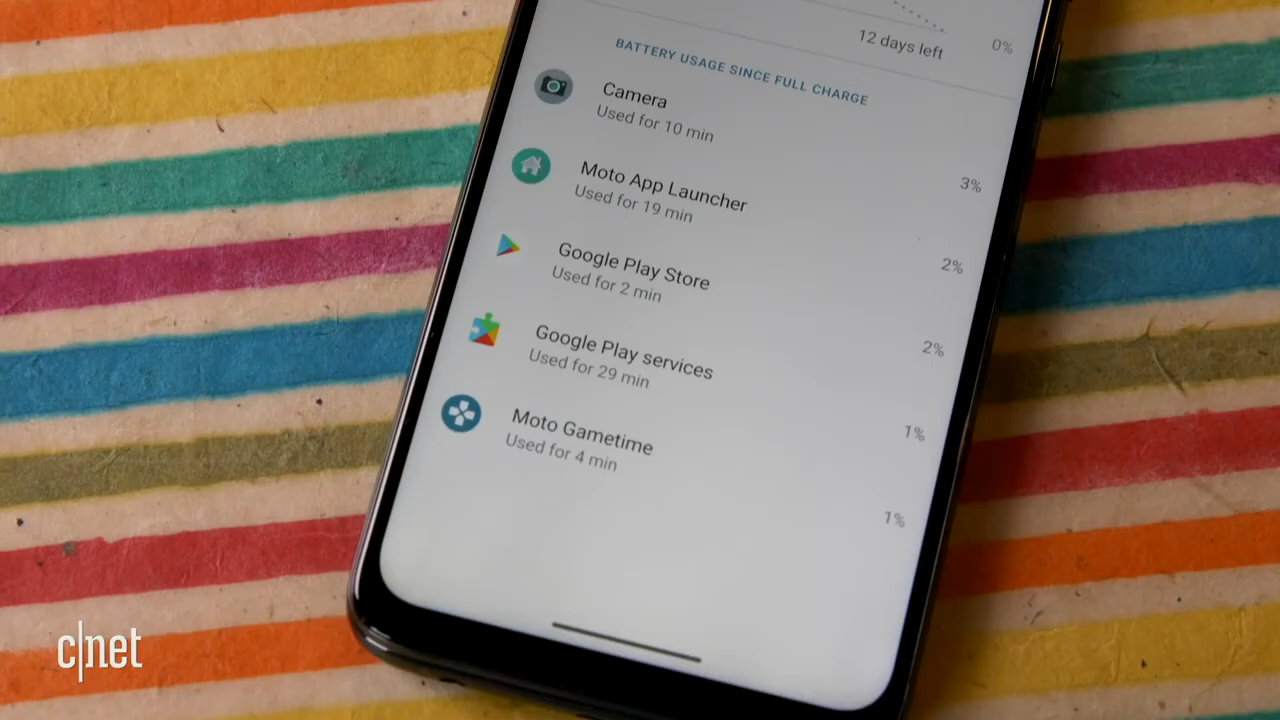 12 days left
0%
BATTERY USAGE SINCE FULL CHARGE
Camera
Used for 10 min
3%
Moto App Launcher
Used for 19 min
2%
Google Play Store
Used for 2 min
2%
Google Play services
Used for 29 min
1%
Moto Gametime
Used for 4 min
1%
c|net